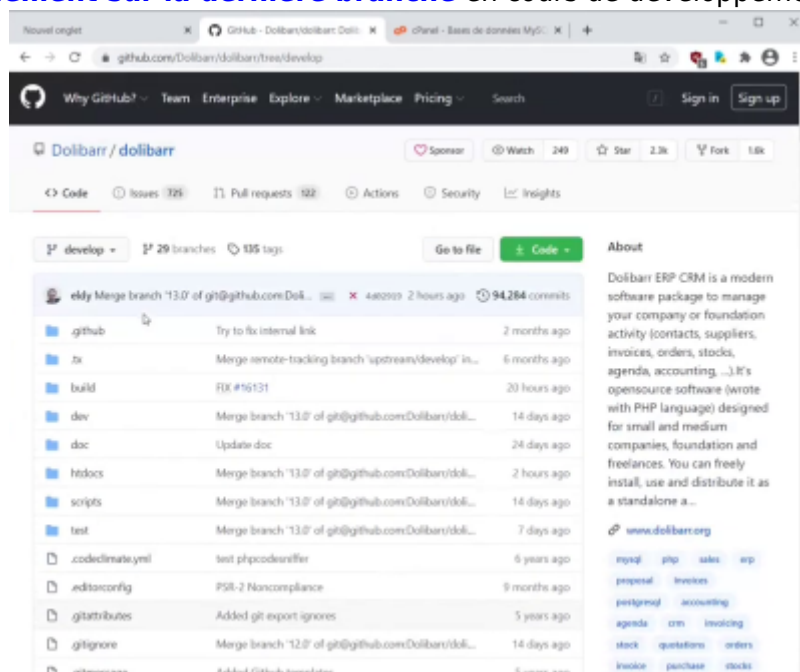 nement sur la dernière branche en cours de développem
Nouvel onglet
GitHub - Dolibarr/dolibarr: Dolib
cPanel - Bases de données MySQ
github.com/Dolibarr/dolibarr/tree/develop
Why GitHub? Team Enterprise Explore Marketplace Pricing Search / Sign in Sign up
Dolibarr / dolibarr
Sponsor Watch 249 Star 2.3k Fork 1.6k
Code Issues 725 Pull requests 122 Actions Security Insights
develop 29 branches 135 tags Go to file Code
eldy Merge branch '13.0' of git@github.com:Doli... 2 hours ago 94,284 commits
.github Try to fix internal link 2 months ago
.tx Merge remote-tracking branch 'upstream/develop' in... 6 months ago
build FIX #16131 20 hours ago
dev Merge branch '13.0' of git@github.com:Dolibarr/doli... 14 days ago
doc Update doc 24 days ago
htdocs Merge branch '13.0' of git@github.com:Dolibarr/doli... 2 hours ago
scripts Merge branch '13.0' of git@github.com:Dolibarr/doli... 14 days ago
test Merge branch '13.0' of git@github.com:Dolibarr/doli... 7 days ago
.codeclimate.yml test phpcodesniffer 6 years ago
.editorconfig PSR-2 Noncompliance 9 months ago
.gitattributes Added git export ignores 5 years ago
.gitignore Merge branch '12.0' of git@github.com:Dolibarr/doli... 14 days ago
About
Dolibarr ERP CRM is a modern
software package to manage
your company or foundation
activity (contacts, suppliers,
invoices, orders, stocks,
agenda, accounting, ...).It's
opensource software (wrote
with PHP language) designed
for small and medium
companies, foundation and
freelances. You can freely
install, use and distribute it as
a standalone a...
www.dolibarr.org
mysql php sales erp
proposal invoices
postgresql accounting
agenda crm invoicing
stock quotations orders
invoice purchase stocks